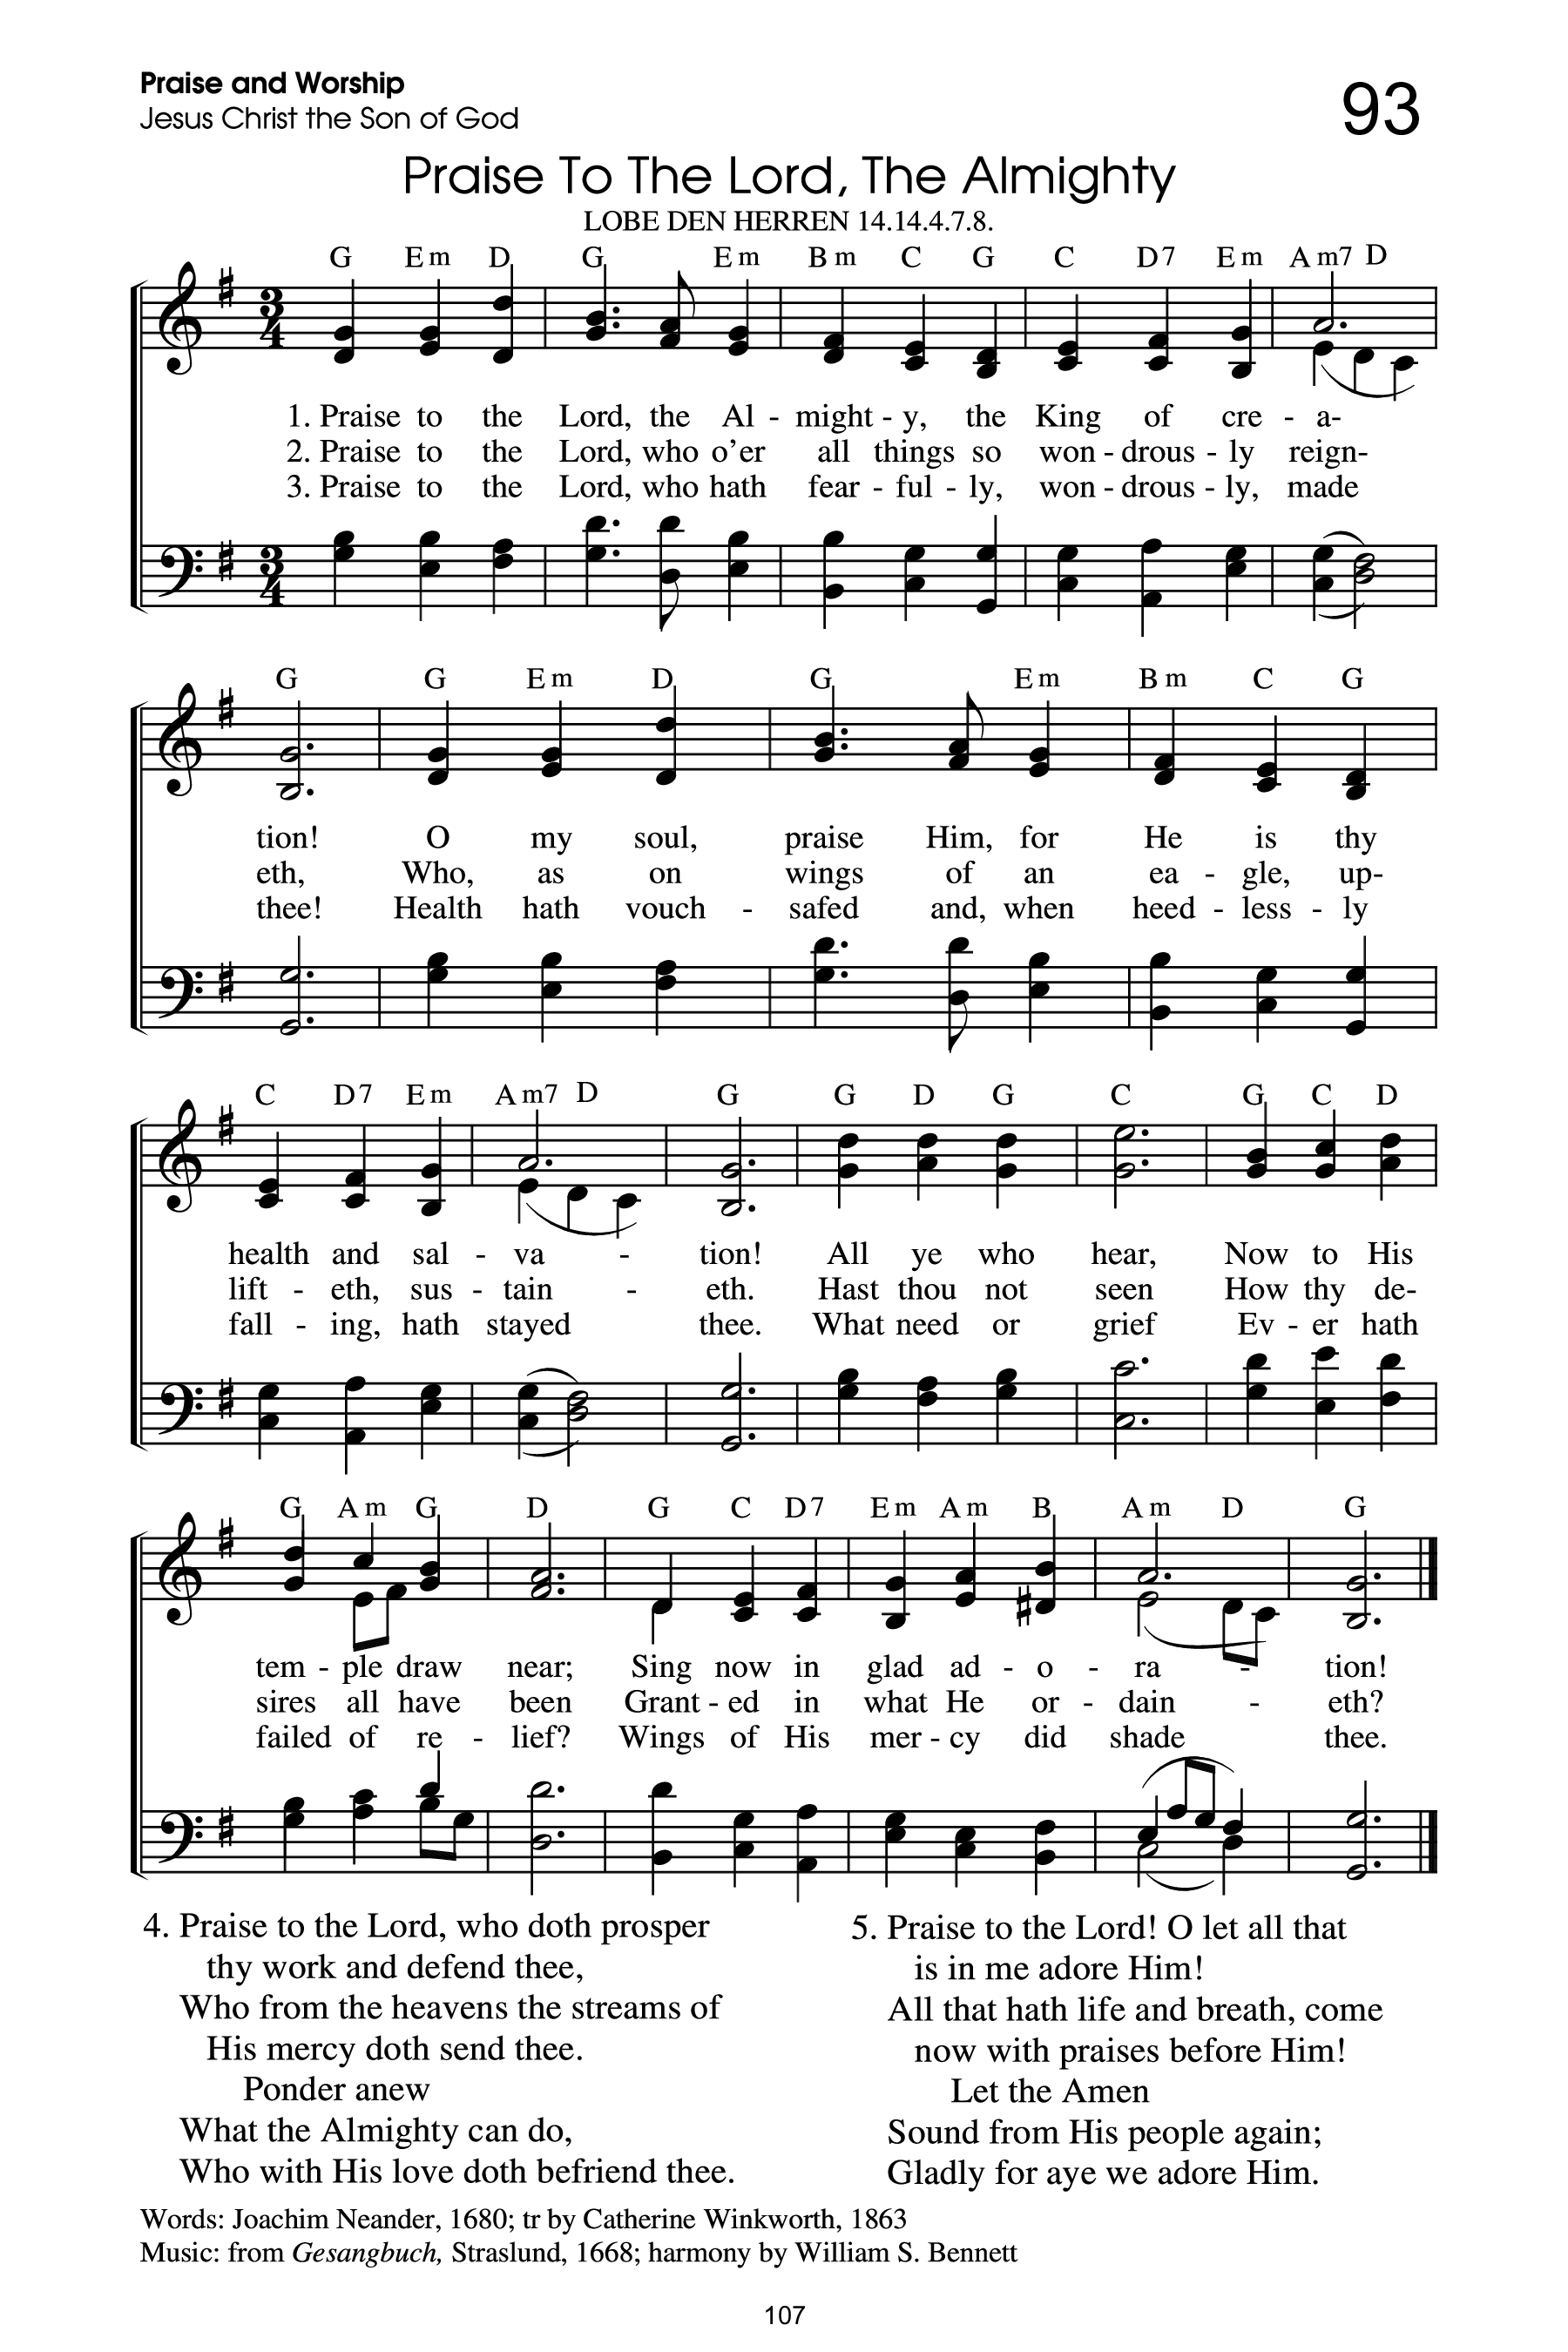 Praise and Worship
Jesus Christ the Son of God
93
Praise To The Lord, The Almighty
LOBE DEN HERREN 14.14.4.7.8.
G Em D G Em Bm C G C D7 Em Am7 D
3/4
1. Praise to the Lord, the Al - might - y, the King of cre - a-
2. Praise to the Lord, who o'er all things so won - drous - ly reign-
3. Praise to the Lord, who hath fear - ful - ly, won - drous - ly, made
3/4
G G Em D G Em Bm C G
tion! O my soul, praise Him, for He is thy
eth, Who, as on wings of an ea - gle, up-
thee! Health hath vouch - safed and, when heed - less - ly
C D7 Em Am7 D G G D G C G C D
health and sal - va - tion! All ye who hear, Now to His
lift - eth, sus - tain - eth. Hast thou not seen How thy de-
fall - ing, hath stayed thee. What need or grief Ev - er hath
G Am G D G C D7 Em Am B Am D G
tem - ple draw near; Sing now in glad ad - o - ra - tion!
sires all have been Grant - ed in what He or - dain - eth?
failed of re - lief? Wings of His mer - cy did shade thee.
4. Praise to the Lord, who doth prosper
thy work and defend thee,
Who from the heavens the streams of
His mercy doth send thee.
Ponder anew
What the Almighty can do,
Who with His love doth befriend thee.
5. Praise to the Lord! O let all that
is in me adore Him!
All that hath life and breath, come
now with praises before Him!
Let the Amen
Sound from His people again;
Gladly for aye we adore Him.
Words: Joachim Neander, 1680; tr by Catherine Winkworth, 1863
Music: from Gesangbuch, Straslund, 1668; harmony by William S. Bennett
107